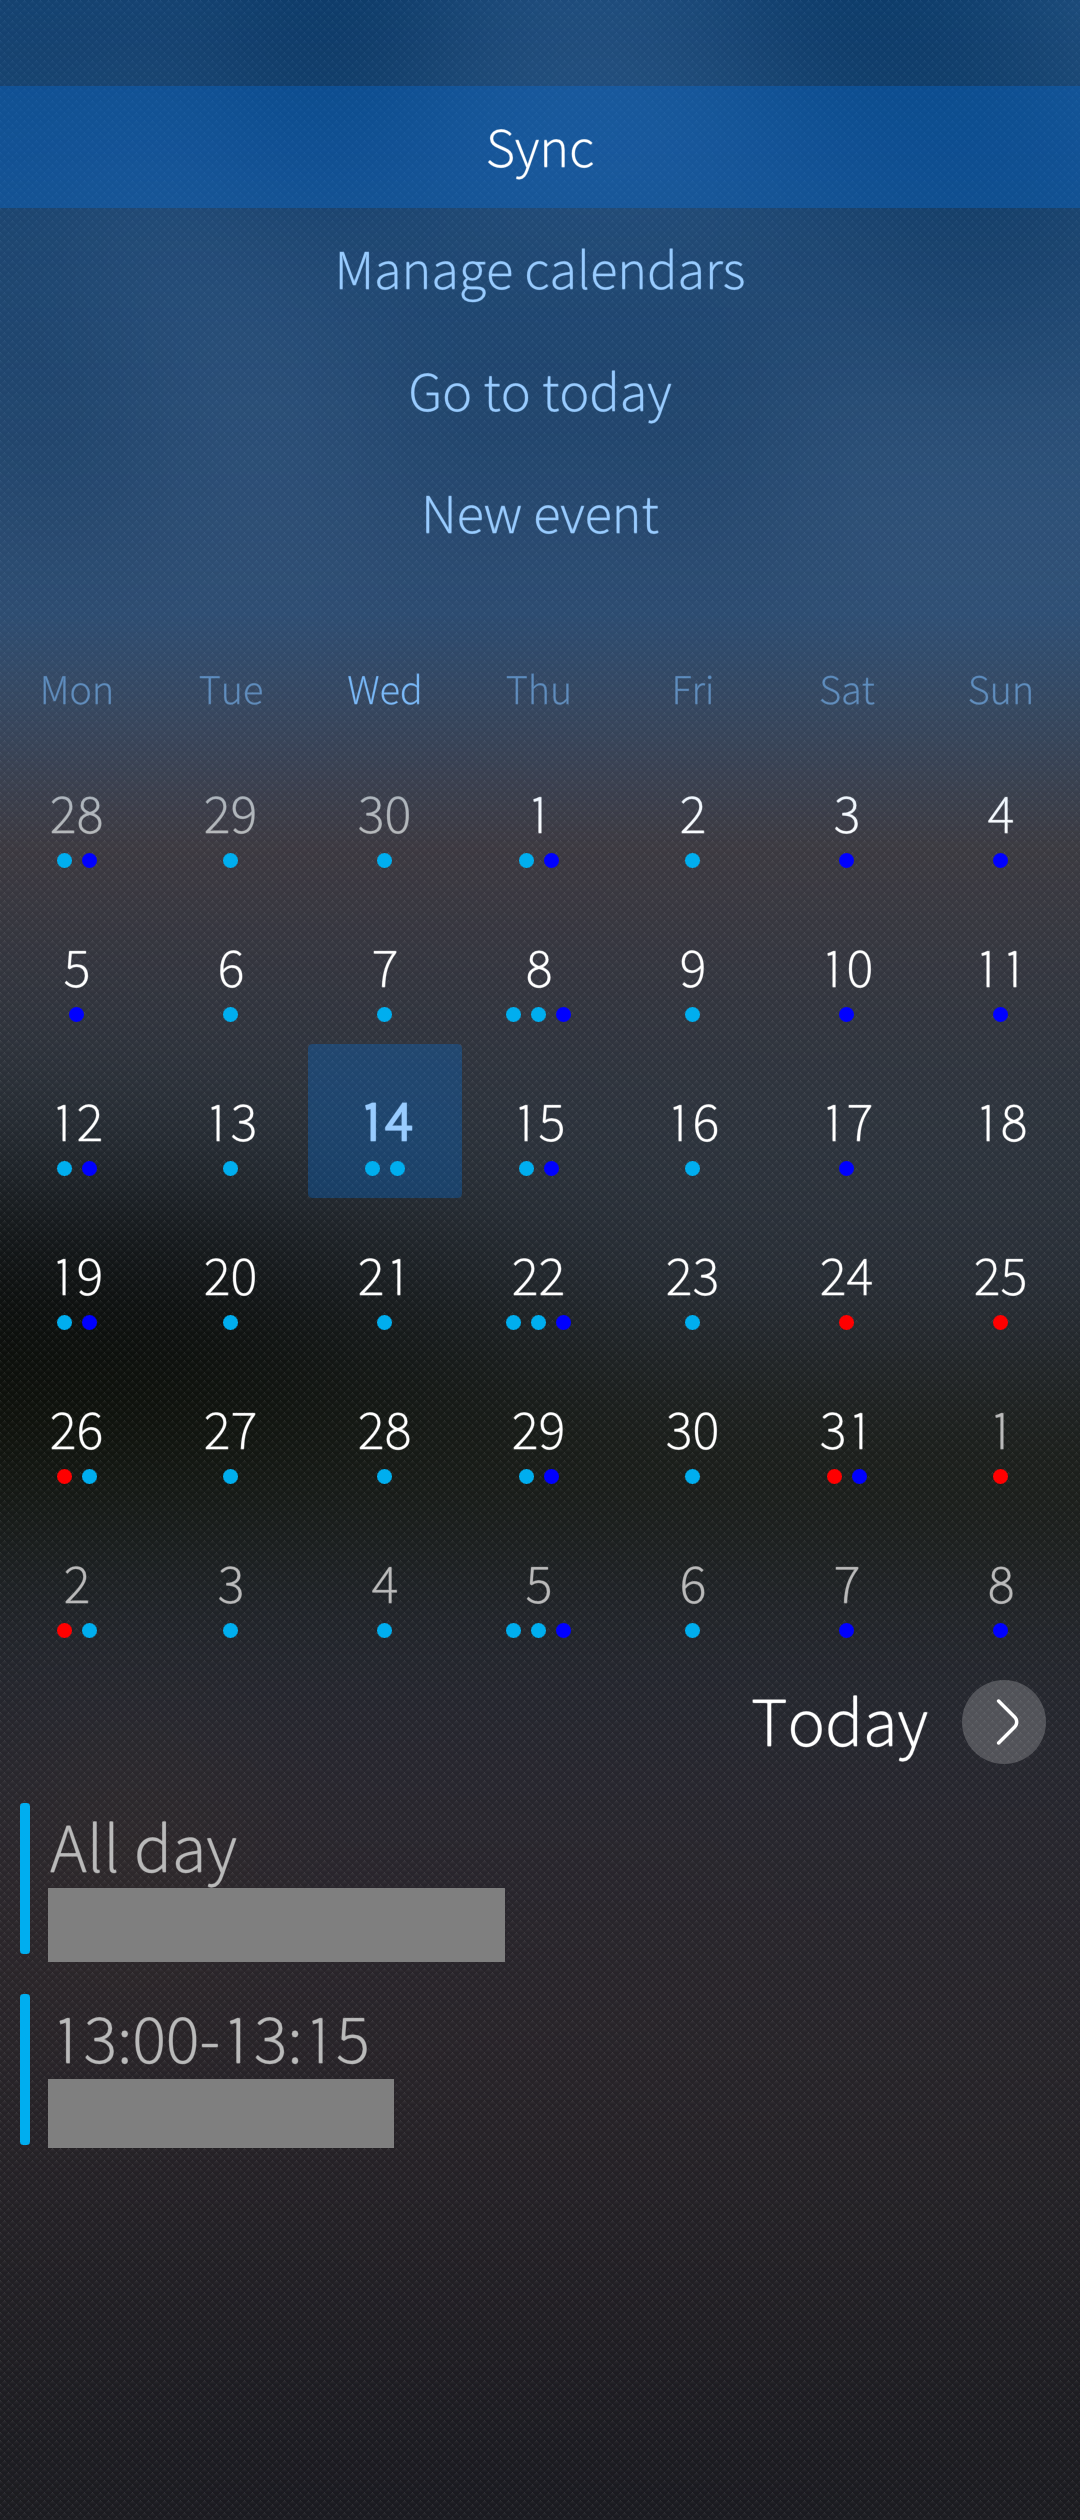 Sync
Manage calendars
Go to today
New event
Mon Tue Wed Thu Fri Sat Sun
28 29 30 1 2 3 4
5 6 7 8 9 10 11
12 13 14 15 16 17 18
19 20 21 22 23 24 25
26 27 28 29 30 31 1
2 3 4 5 6 7 8
Today
All day
13:00-13:15